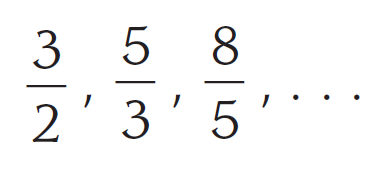 3/2, 5/3, 8/5, . . .